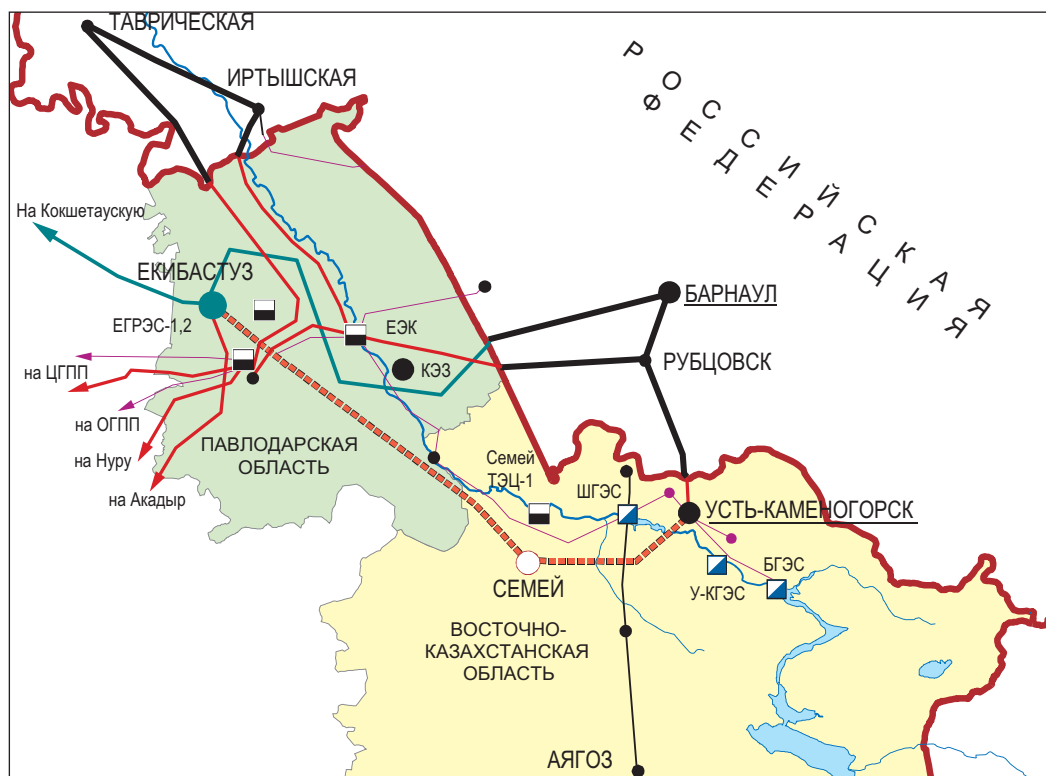 ТАВРИЧЕСКАЯ
ИРТЫШСКАЯ
РОССИЙСКАЯ
ФЕДЕРАЦИЯ
На Кокшетаускую
ЕКИБАСТУЗ
ЕГРЭС-1,2
БАРНАУЛ
ЕЭК
КЭЗ
РУБЦОВСК
на ЦГПП
на ОГПП
на Нуру
на Акадыр
ПАВЛОДАРСКАЯ
ОБЛАСТЬ
Семей
ТЭЦ-1
ШГЭС
УСТЬ-КАМЕНОГОРСК
СЕМЕЙ
У-КГЭС
БГЭС
ВОСТОЧНО-
КАЗАХСТАНСКАЯ
ОБЛАСТЬ
АЯГОЗ